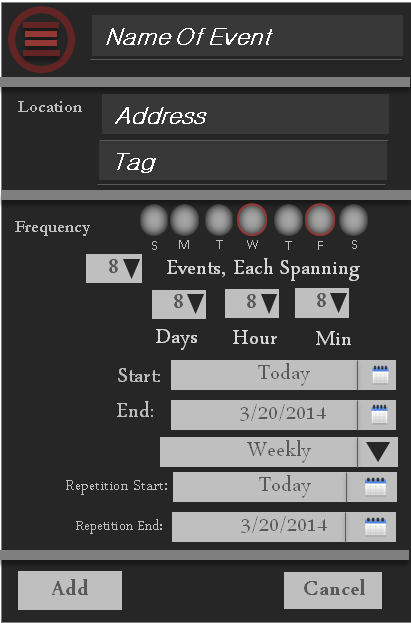 Name Of Event
Location
Address
Tag
Frequency
S M T W T F S
8 Events, Each Spanning
8 8 8
Days Hour Min
Start: Today
End: 3/20/2014
Weekly
Repetition Start: Today
Repetition End: 3/20/2014
Add Cancel